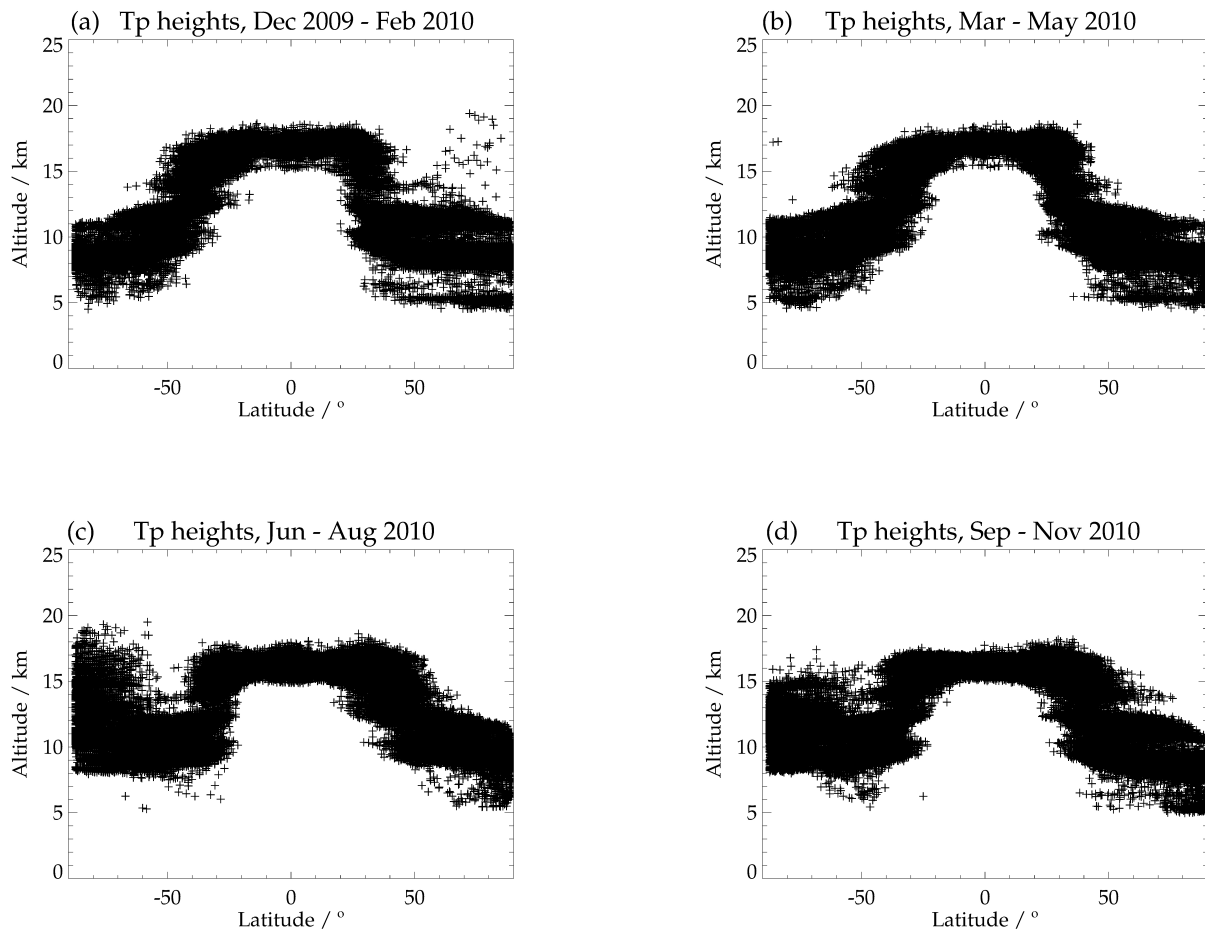 (a) Tp heights, Dec 2009 - Feb 2010
25
20
15
10
5
0
Altitude / km
-50 0 50
Latitude / °
(b) Tp heights, Mar - May 2010
25
20
15
10
5
0
Altitude / km
-50 0 50
Latitude / °
(c) Tp heights, Jun - Aug 2010
25
20
15
10
5
0
Altitude / km
-50 0 50
Latitude / °
(d) Tp heights, Sep - Nov 2010
25
20
15
10
5
0
Altitude / km
-50 0 50
Latitude / °